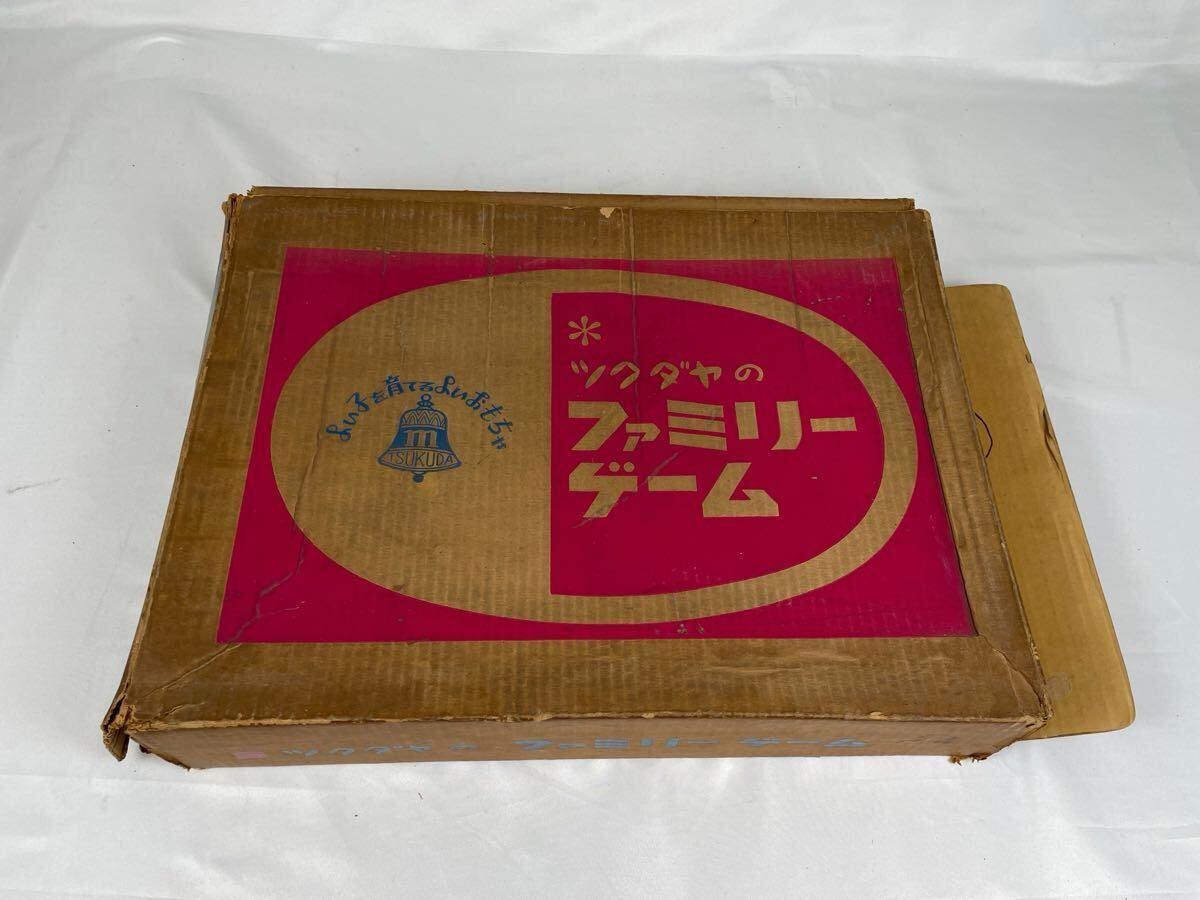 よい子を育てるよいおもちゃ
TSUKUDA
*
ツクダヤの
ファミリー
ゲーム
ツクダヤの ファミリーゲーム